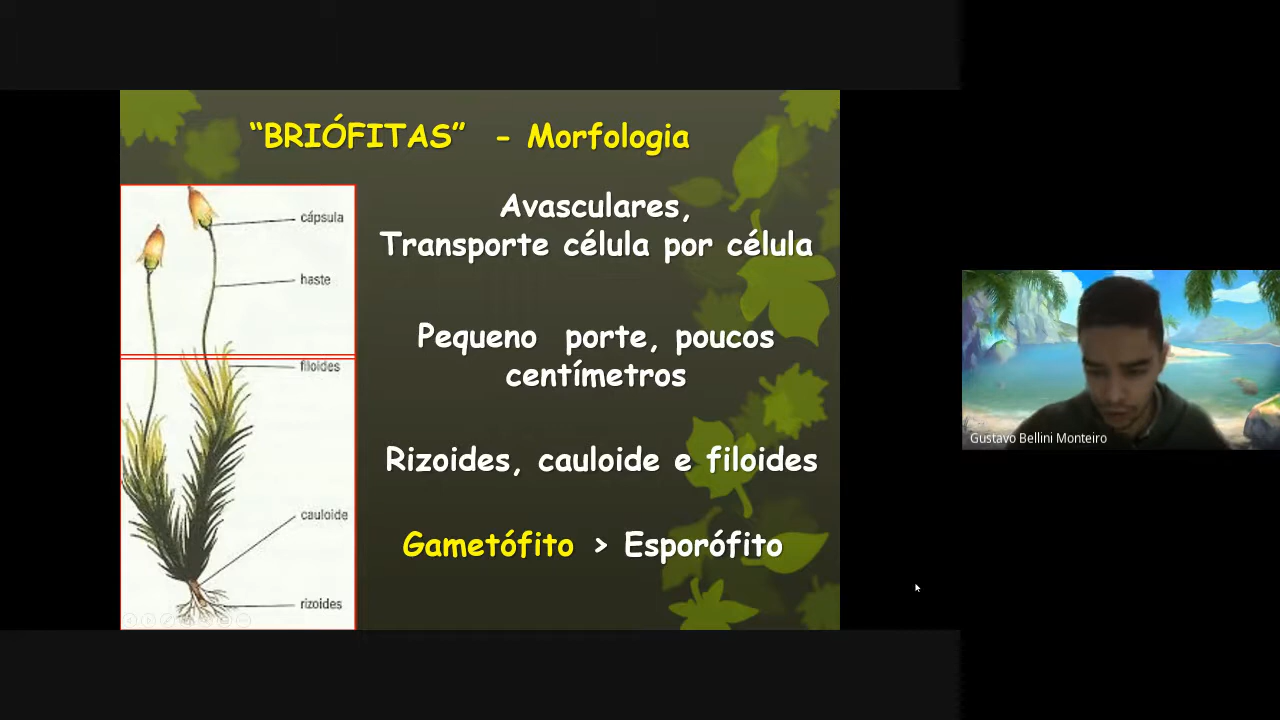 “BRIÓFITAS” - Morfologia
cápsula
haste
filoides
cauloide
rizoides
Avasculares,
Transporte célula por célula
Pequeno porte, poucos
centímetros
Rizoides, cauloide e filoides
Gametófito > Esporófito
Gustavo Bellini Monteiro